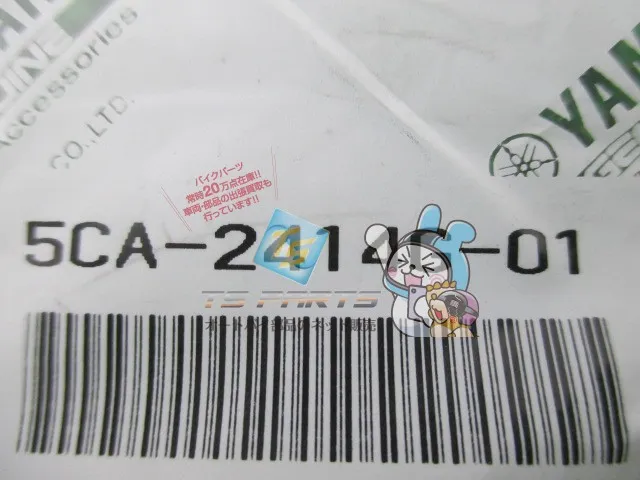 YAM
GENUINE
Accessories
CO.,LTD.
YAM
バイクパーツ
常時20万点在庫!!
車両・部品の出張買取も
行っています!!
5CA-2414 -01
TS PARTS
オートバイ部品のネット販売